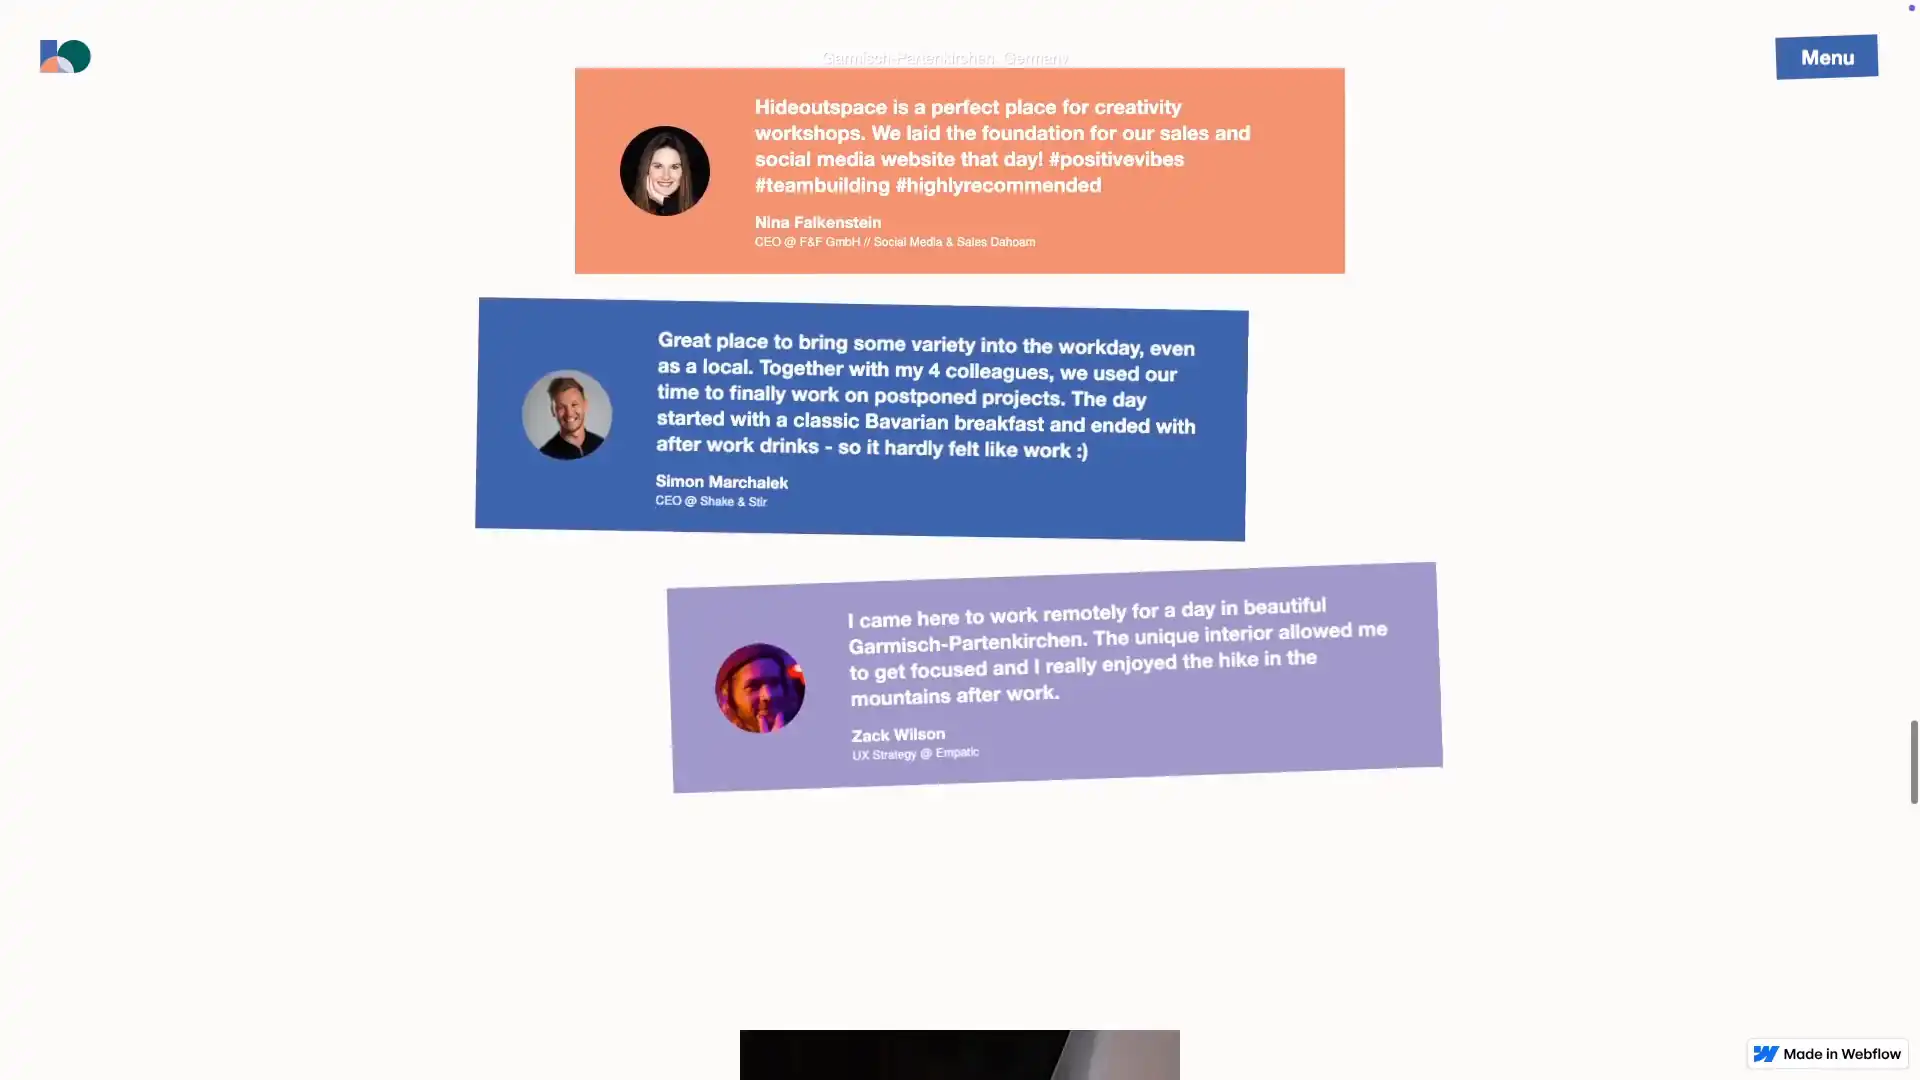 Garmisch-Partenkirchen, Germany
Menu
Hideoutspace is a perfect place for creativity
workshops. We laid the foundation for our sales and
social media website that day! #positivevibes
#teambuilding #highlyrecommended
Nina Falkenstein
CEO @ F&F GmbH // Social Media & Sales Dahoam
Great place to bring some variety into the workday, even
as a local. Together with my 4 colleagues, we used our
time to finally work on postponed projects. The day
started with a classic Bavarian breakfast and ended with
after work drinks - so it hardly felt like work :)
Simon Marchalek
CEO @ Shake & Stir
I came here to work remotely for a day in beautiful
Garmisch-Partenkirchen. The unique interior allowed me
to get focused and I really enjoyed the hike in the
mountains after work.
Zack Wilson
UX Strategy @ Empatic
Made in Webflow